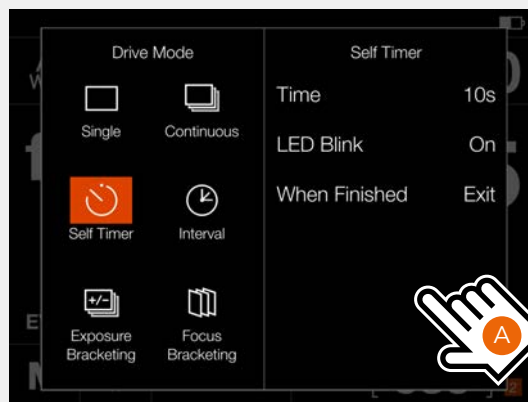 Drive Mode
Single
Continuous
Self Timer
Interval
Exposure
Bracketing
Focus
Bracketing
Self Timer
Time 10s
LED Blink On
When Finished Exit
A